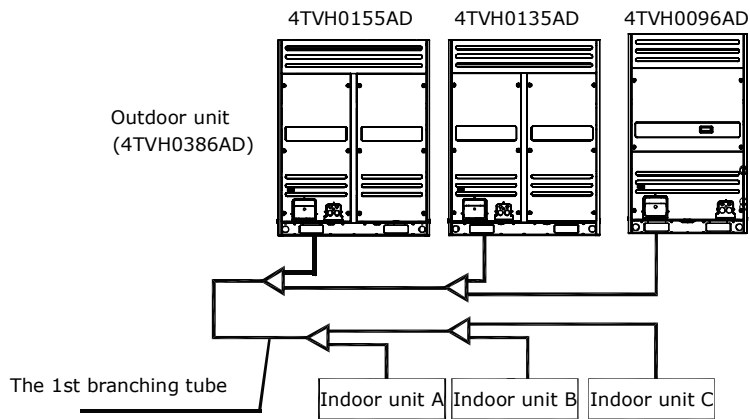 4TVH0155AD
4TVH0135AD
4TVH0096AD
Outdoor unit
(4TVH0386AD)
The 1st branching tube
Indoor unit A
Indoor unit B
Indoor unit C